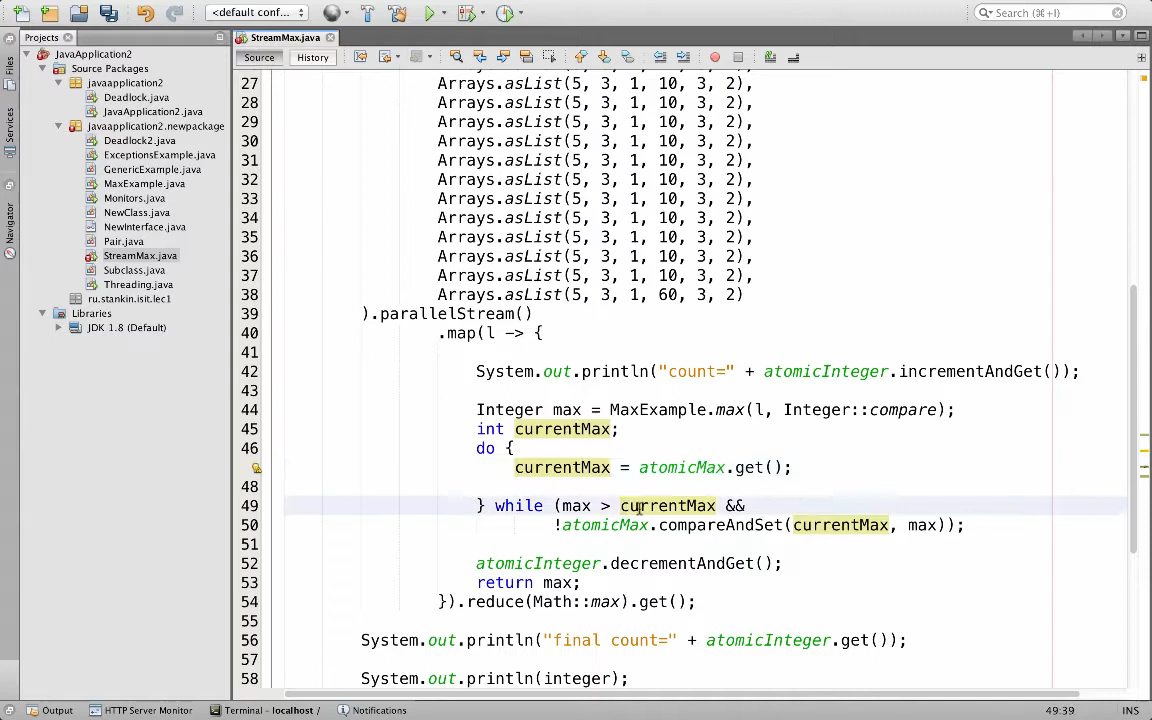 <default conf...
Search (⌘+I)
Projects
StreamMax.java
Files
Services
Navigator
JavaApplication2
Source Packages
javaapplication2
Deadlock.java
JavaApplication2.java
javaapplication2.newpackage
Deadlock2.java
ExceptionsExample.java
GenericExample.java
MaxExample.java
Monitors.java
NewClass.java
NewInterface.java
Pair.java
StreamMax.java
Subclass.java
Threading.java
ru.stankin.isit.lec1
Libraries
JDK 1.8 (Default)
Source History
27 Arrays.asList(5, 3, 1, 10, 3, 2),
28 Arrays.asList(5, 3, 1, 10, 3, 2),
29 Arrays.asList(5, 3, 1, 10, 3, 2),
30 Arrays.asList(5, 3, 1, 10, 3, 2),
31 Arrays.asList(5, 3, 1, 10, 3, 2),
32 Arrays.asList(5, 3, 1, 10, 3, 2),
33 Arrays.asList(5, 3, 1, 10, 3, 2),
34 Arrays.asList(5, 3, 1, 10, 3, 2),
35 Arrays.asList(5, 3, 1, 10, 3, 2),
36 Arrays.asList(5, 3, 1, 10, 3, 2),
37 Arrays.asList(5, 3, 1, 10, 3, 2),
38 Arrays.asList(5, 3, 1, 60, 3, 2)
39 ).parallelStream()
40 .map(l -> {
41
42 System.out.println("count=" + atomicInteger.incrementAndGet());
43
44 Integer max = MaxExample.max(l, Integer::compare);
45 int currentMax;
46 do {
currentMax = atomicMax.get();
48
49 } while (max > currentMax &&
50 !atomicMax.compareAndSet(currentMax, max));
51
52 atomicInteger.decrementAndGet();
53 return max;
54 }).reduce(Math::max).get();
55
56 System.out.println("final count=" + atomicInteger.get());
57
58 System.out.println(integer);
Output HTTP Server Monitor Terminal - localhost / Notifications 49:39 INS